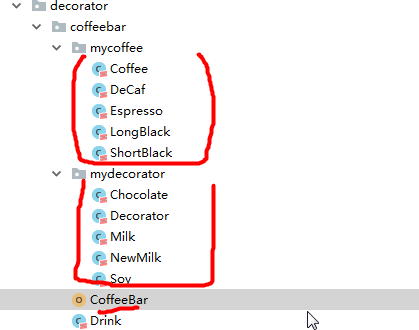 decorator
coffeebar
mycoffee
Coffee
DeCaf
Espresso
LongBlack
ShortBlack
mydecorator
Chocolate
Decorator
Milk
NewMilk
Soy
CoffeeBar
Drink